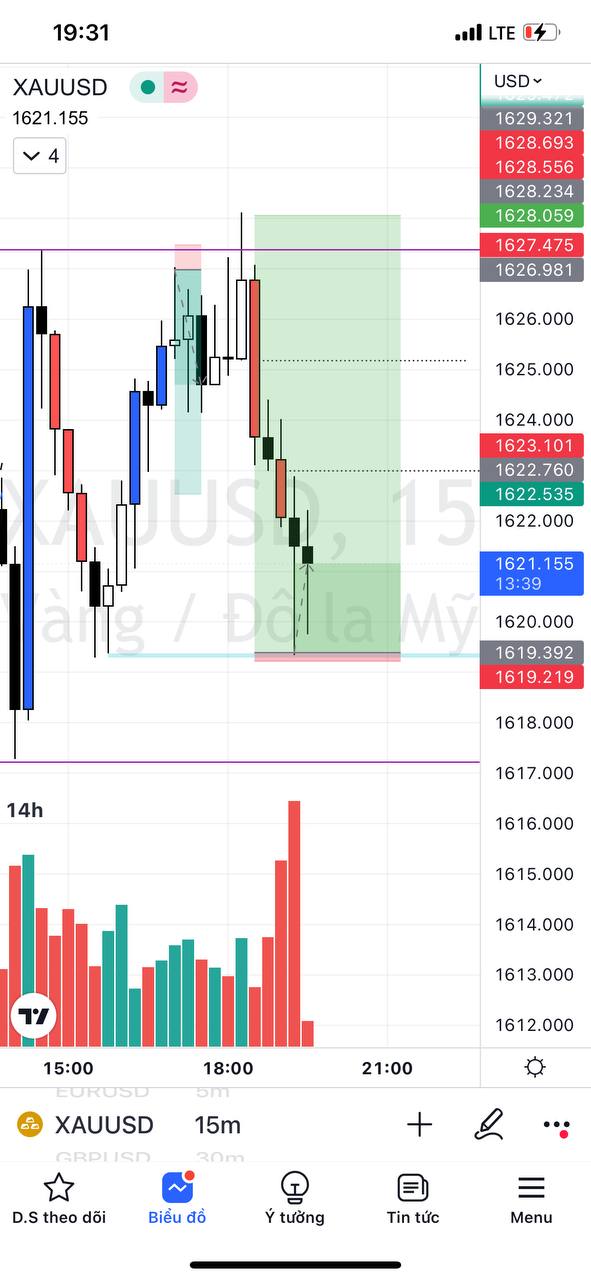 19:31
LTE
XAUUSD
≈
USD
1621.155
4
1629.321
1628.693
1628.556
1628.234
1628.059
1627.475
1626.981
1626.000
1625.000
1624.000
1623.101
1622.760
1622.535
1622.000
XAUUSD, 15
1621.155
13:39
Vàng / Đô la Mỹ
1620.000
1619.392
1619.219
1618.000
1617.000
14h
1616.000
1615.000
1614.000
1613.000
1612.000
15:00 18:00 21:00
EURUSD 5m
XAUUSD 15m
GBPUSD 30m
D.S theo dõi Biểu đồ Ý tưởng Tin tức Menu